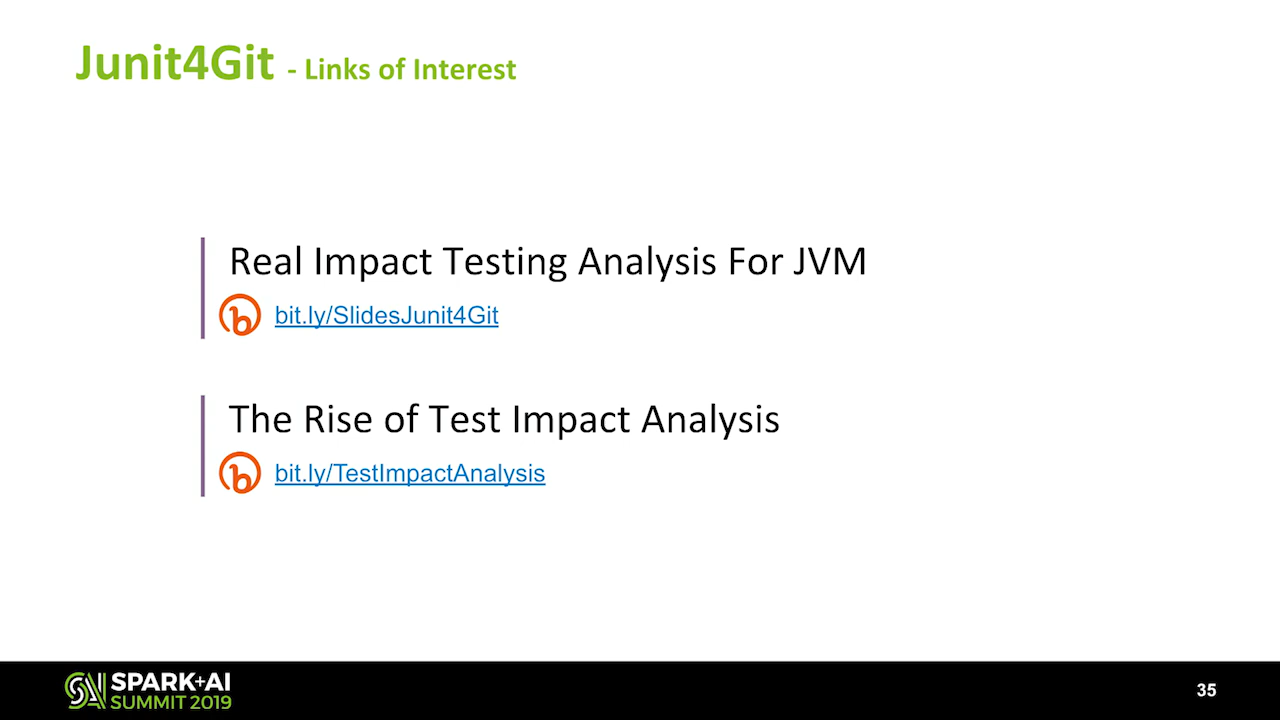 Junit4Git - Links of Interest
Real Impact Testing Analysis For JVM
bit.ly/SlidesJunit4Git
The Rise of Test Impact Analysis
bit.ly/TestImpactAnalysis
SPARK+AI
SUMMIT 2019
35